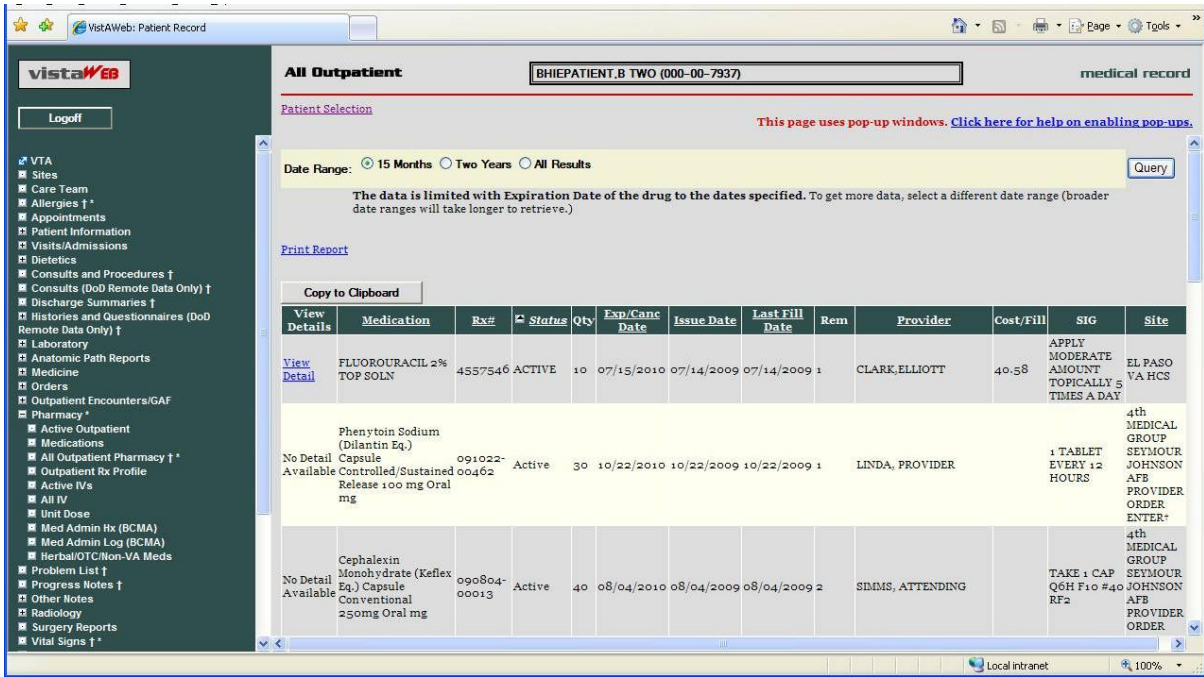 VistAWeb: Patient Record
Page
Tools
»
vistaWEB
Logoff
VTA
Sites
Care Team
Allergies † *
Appointments
Patient Information
Visits/Admissions
Dietetics
Consults and Procedures †
Consults (DoD Remote Data Only) †
Discharge Summaries †
Histories and Questionnaires (DoD
Remote Data Only) †
Laboratory
Anatomic Path Reports
Medicine
Orders
Outpatient Encounters/GAF
Pharmacy *
Active Outpatient
Medications
All Outpatient Pharmacy † *
Outpatient Rx Profile
Active IVs
All IV
Unit Dose
Med Admin Hx (BCMA)
Med Admin Log (BCMA)
Herbal/OTC/Non-VA Meds
Problem List †
Progress Notes †
Other Notes
Radiology
Surgery Reports
Vital Signs † *
All Outpatient
BHIEPATIENT,B TWO (000-00-7937)
medical record
Patient Selection
This page uses pop-up windows. Click here for help on enabling pop-ups.
Date Range: 15 Months Two Years All Results
Query
The data is limited with Expiration Date of the drug to the dates specified. To get more data, select a different date range (broader
date ranges will take longer to retrieve.)
Print Report
Copy to Clipboard
View
Details
Medication
Rx#
Status
Qty
Exp/Canc
Date
Issue Date
Last Fill
Date
Rem
Provider
Cost/Fill
SIG
Site
View
Detail
FLUOROURACIL 2%
TOP SOLN
4557546
ACTIVE
10
07/15/2010
07/14/2009
07/14/2009
1
CLARK,ELLIOTT
40.58
APPLY
MODERATE
AMOUNT
TOPICALLY 5
TIMES A DAY
EL PASO
VA HCS
No Detail
Available
Phenytoin Sodium
(Dilantin Eq.)
Capsule
Controlled/Sustained
Release 100 mg Oral
mg
091022-
00462
Active
30
10/22/2010
10/22/2009
10/22/2009
1
LINDA, PROVIDER
1 TABLET
EVERY 12
HOURS
4th
MEDICAL
GROUP
SEYMOUR
JOHNSON
AFB
PROVIDER
ORDER
ENTER+
No Detail
Available
Cephalexin
Monohydrate (Keflex
Eq.) Capsule
Conventional
250mg Oral mg
090804-
00013
Active
40
08/04/2010
08/04/2009
08/04/2009
2
SIMMS, ATTENDING
TAKE 1 CAP
Q6H F10 #40
RF2
4th
MEDICAL
GROUP
SEYMOUR
JOHNSON
AFB
PROVIDER
ORDER
Local intranet
100%